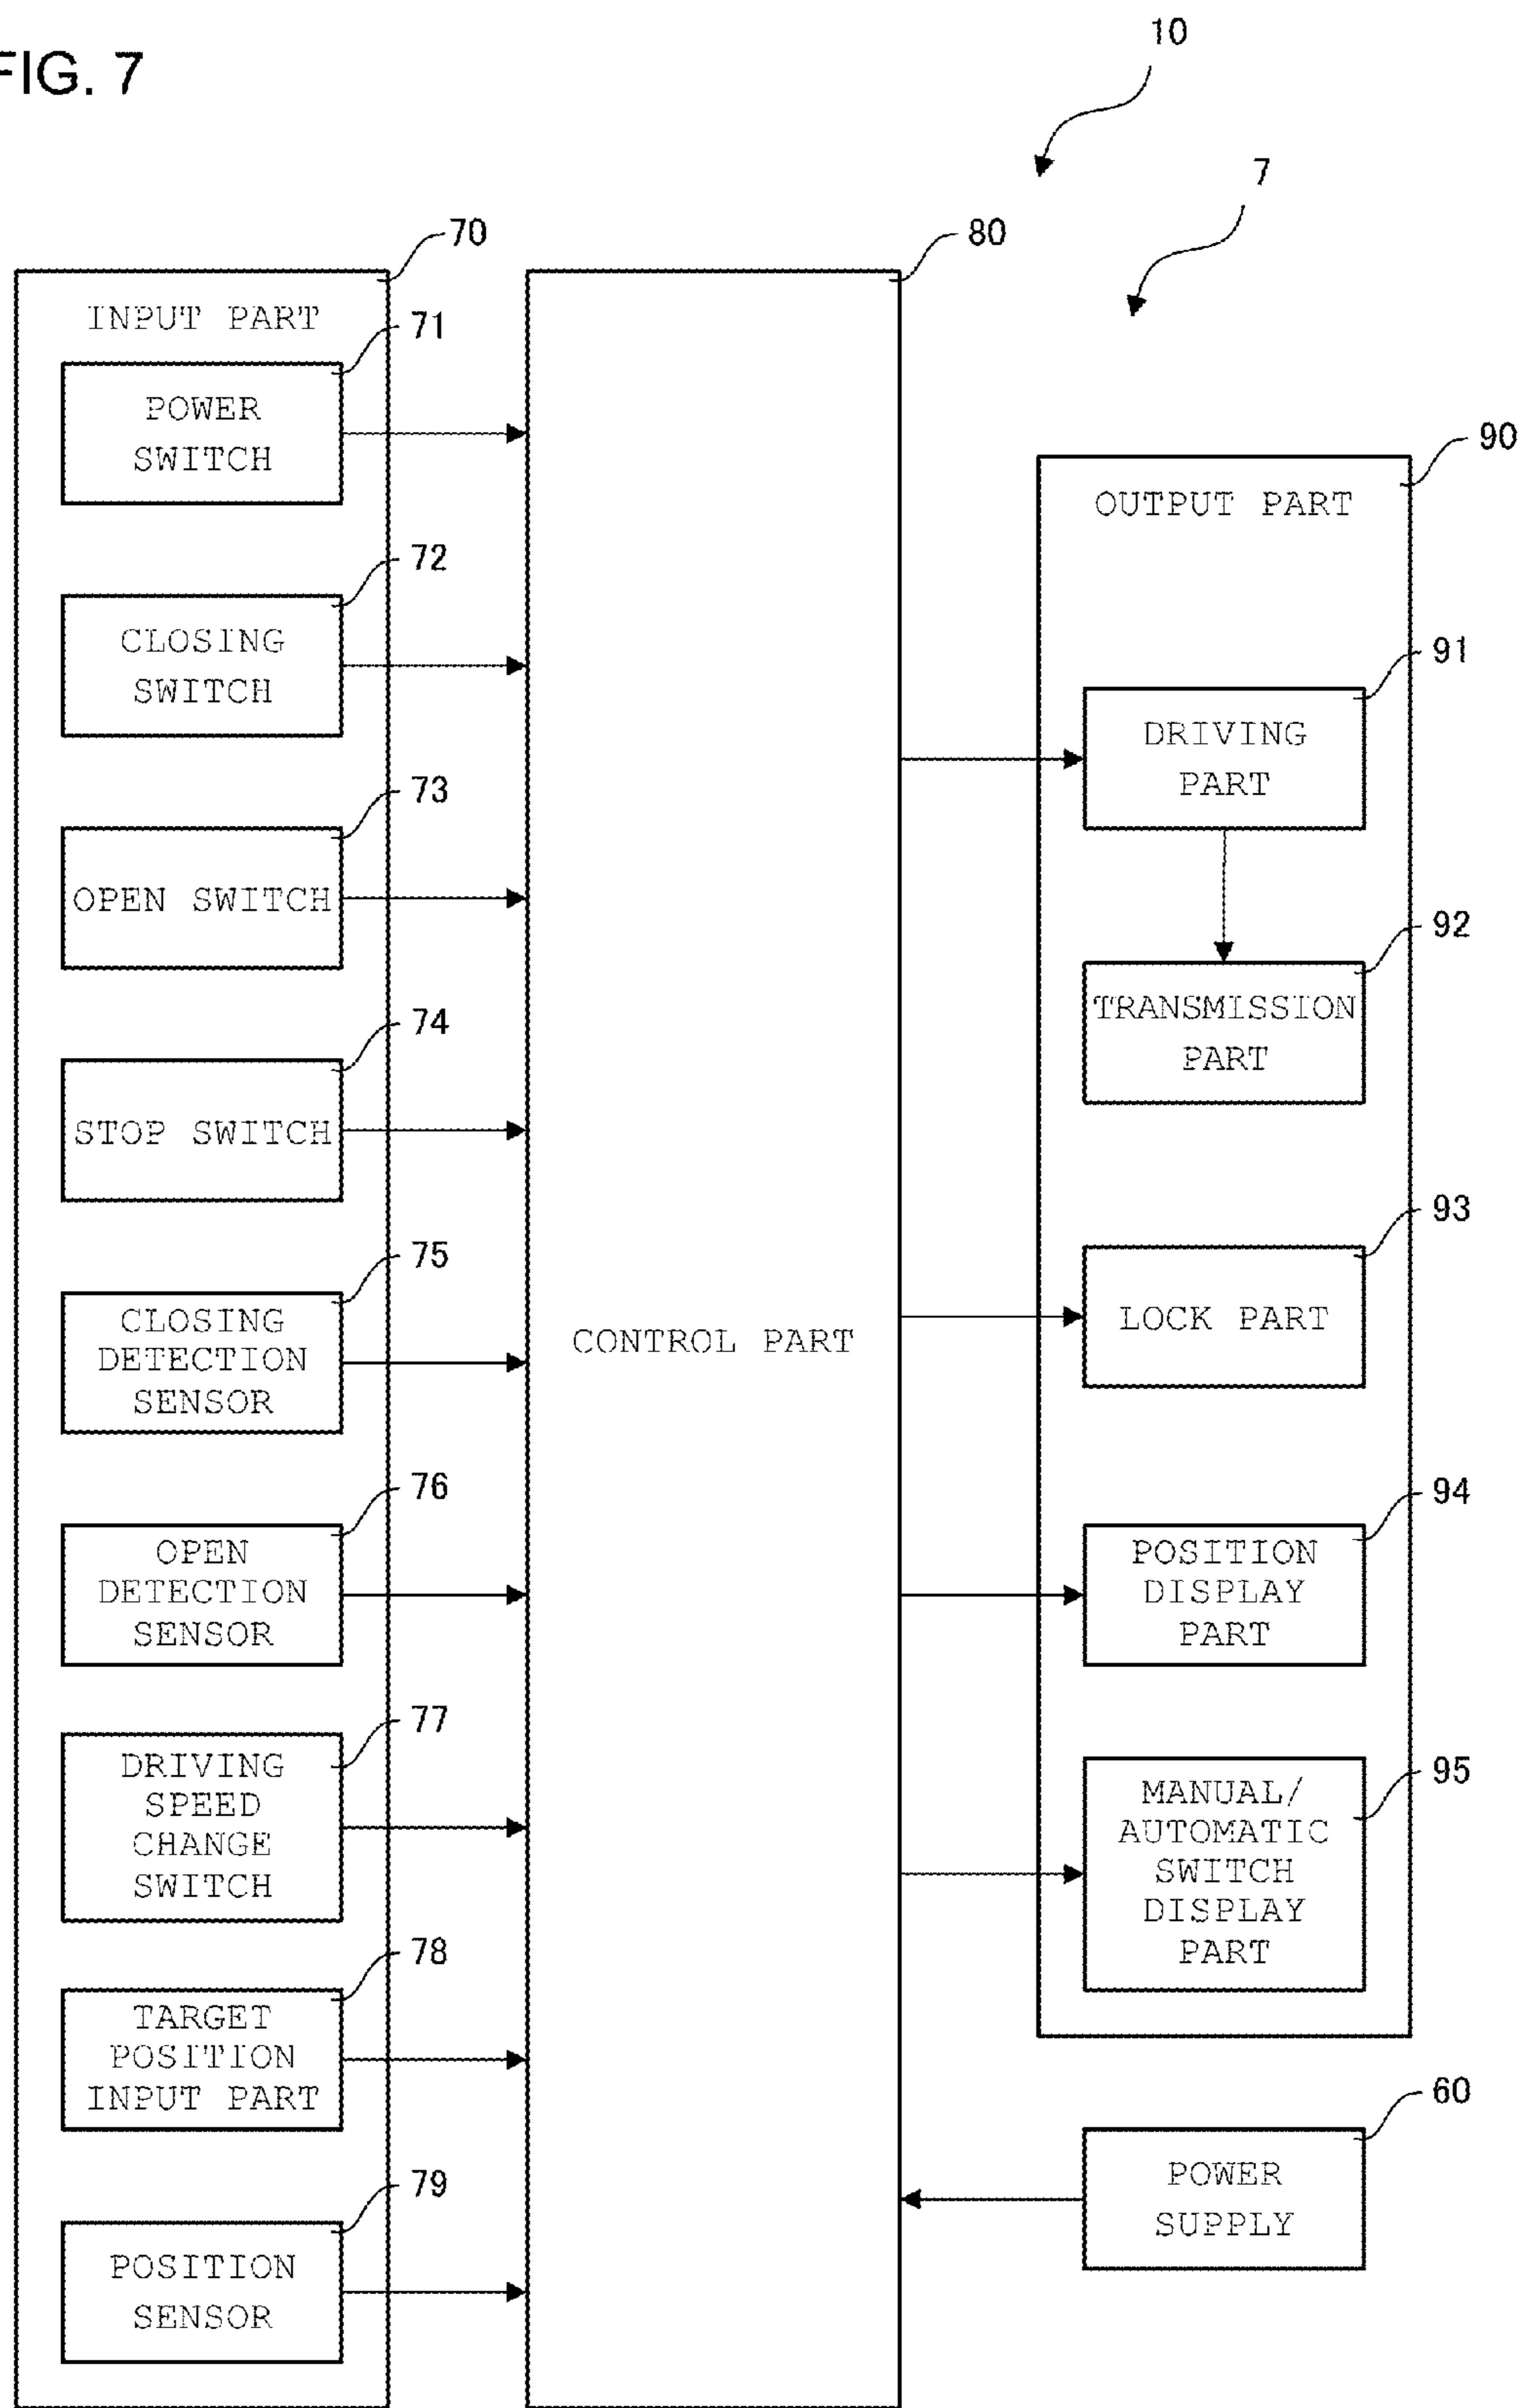 FIG. 7
10
7
70
80
INPUT PART
71
POWER
SWITCH
90
OUTPUT PART
72
CLOSING
SWITCH
91
DRIVING
PART
73
OPEN SWITCH
92
TRANSMISSION
PART
74
STOP SWITCH
93
LOCK PART
75
CLOSING
DETECTION
SENSOR
CONTROL PART
76
OPEN
DETECTION
SENSOR
94
POSITION
DISPLAY
PART
77
DRIVING
SPEED
CHANGE
SWITCH
95
MANUAL/
AUTOMATIC
SWITCH
DISPLAY
PART
78
TARGET
POSITION
INPUT PART
60
POWER
SUPPLY
79
POSITION
SENSOR